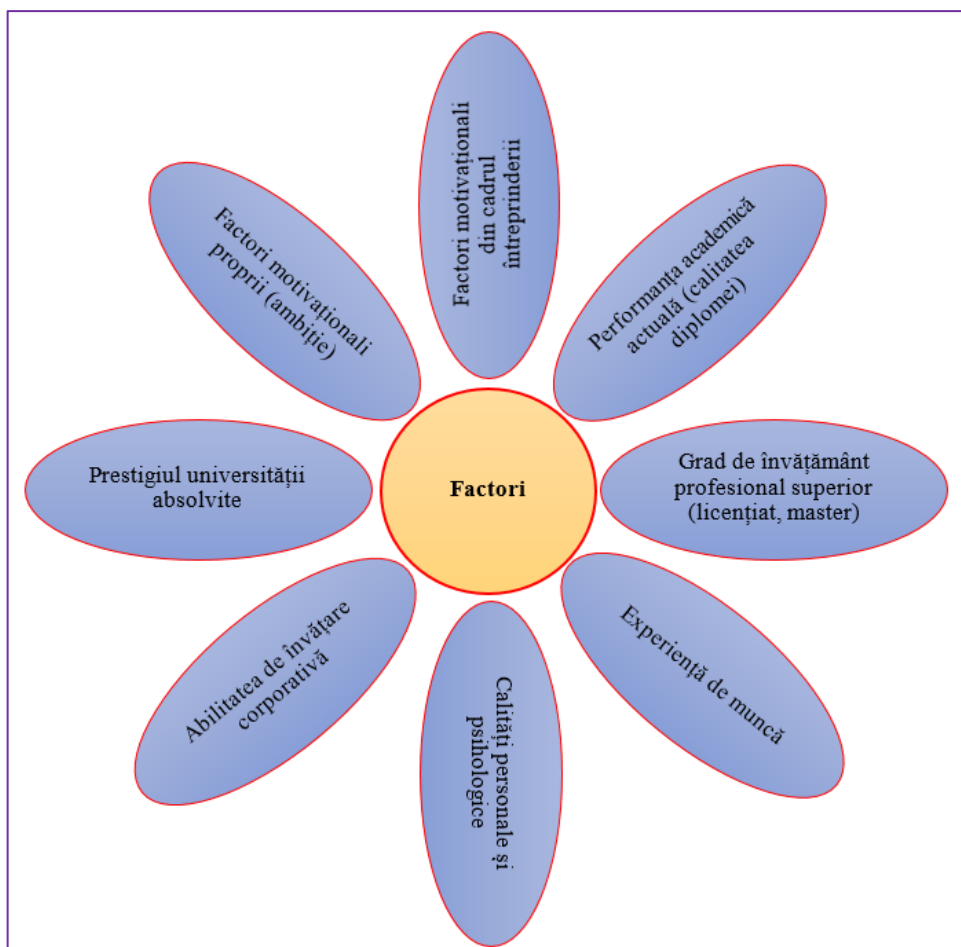 Factori motivaționali
din cadrul
întreprinderii
Performanța academică
actuală (calitatea
diplomei)
Grad de învățământ
profesional superior
(licențiat, master)
Experiență de muncă
Calități personale și
psihologice
Abilitatea de învățare
corporativă
Prestigiul universității
absolvite
Factori motivaționali
proprii (ambiție)
Factori